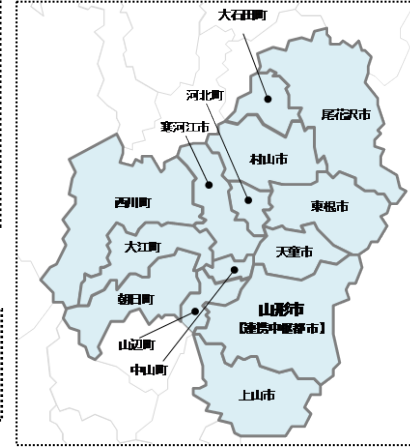 大石田町
尾花沢市
河北町
寒河江市
村山市
西川町
東根市
大江町
天童市
朝日町
山形市
【連携中枢都市】
山辺町
中山町
上山市